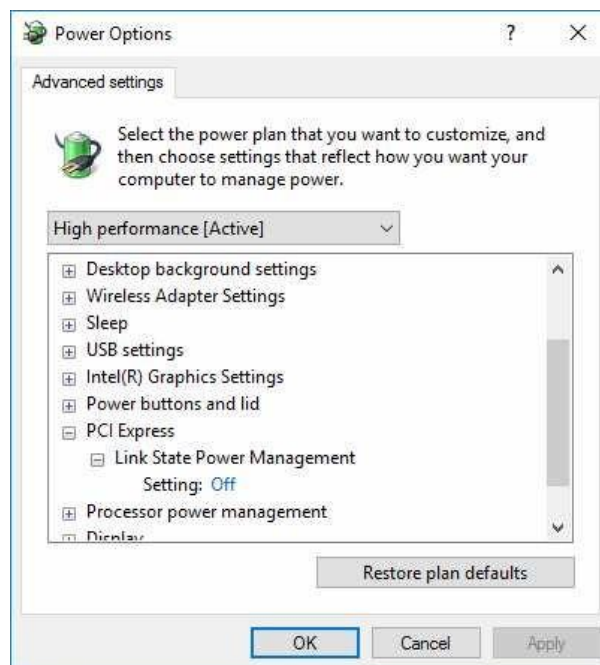 Power Options
?
Advanced settings
Select the power plan that you want to customize, and
then choose settings that reflect how you want your
computer to manage power.
High performance [Active]
Desktop background settings
Wireless Adapter Settings
Sleep
USB settings
Intel(R) Graphics Settings
Power buttons and lid
PCI Express
Link State Power Management
Setting: Off
Processor power management
Display
Restore plan defaults
OK Cancel Apply